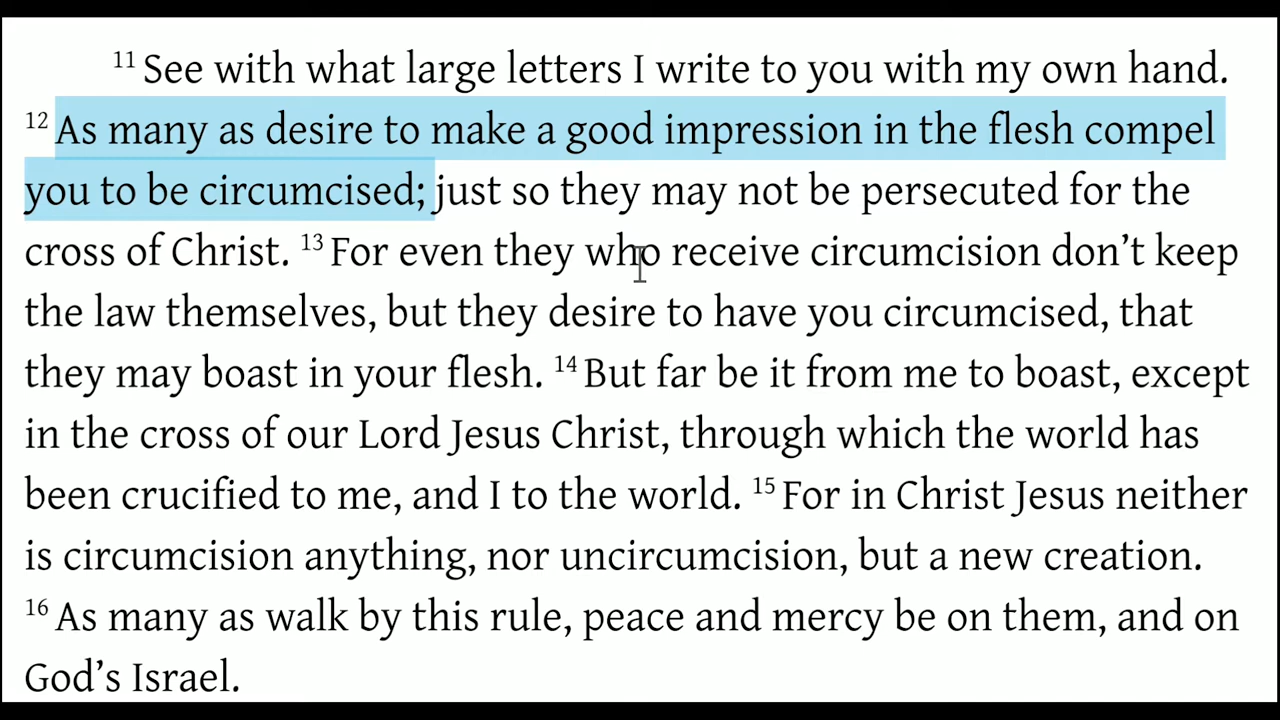 11 See with what large letters I write to you with my own hand.
12 As many as desire to make a good impression in the flesh compel
you to be circumcised; just so they may not be persecuted for the
cross of Christ. 13 For even they who receive circumcision don’t keep
the law themselves, but they desire to have you circumcised, that
they may boast in your flesh. 14 But far be it from me to boast, except
in the cross of our Lord Jesus Christ, through which the world has
been crucified to me, and I to the world. 15 For in Christ Jesus neither
is circumcision anything, nor uncircumcision, but a new creation.
16 As many as walk by this rule, peace and mercy be on them, and on
God’s Israel.